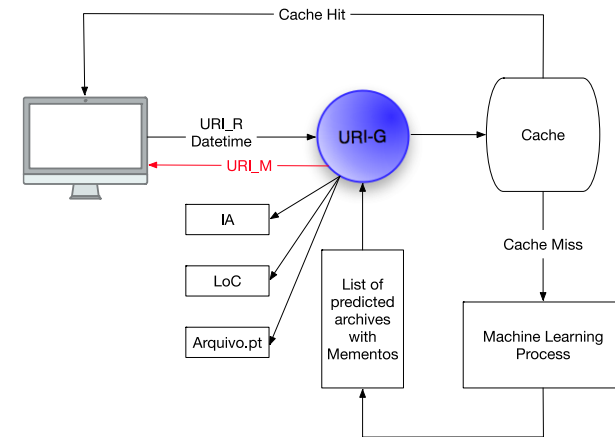 Cache Hit
URI_R
Datetime
URI-G
Cache
URI_M
IA
Cache Miss
LoC
List of
predicted
archives
with
Mementos
Arquivo.pt
Machine Learning
Process